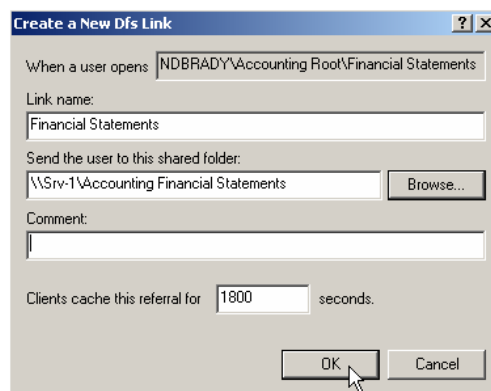 Create a New Dfs Link
When a user opens NDBRADY\Accounting Root\Financial Statements
Link name:
Financial Statements
Send the user to this shared folder:
\\Srv-1\Accounting Financial Statements
Browse...
Comment:
Clients cache this referral for 1800 seconds.
OK
Cancel